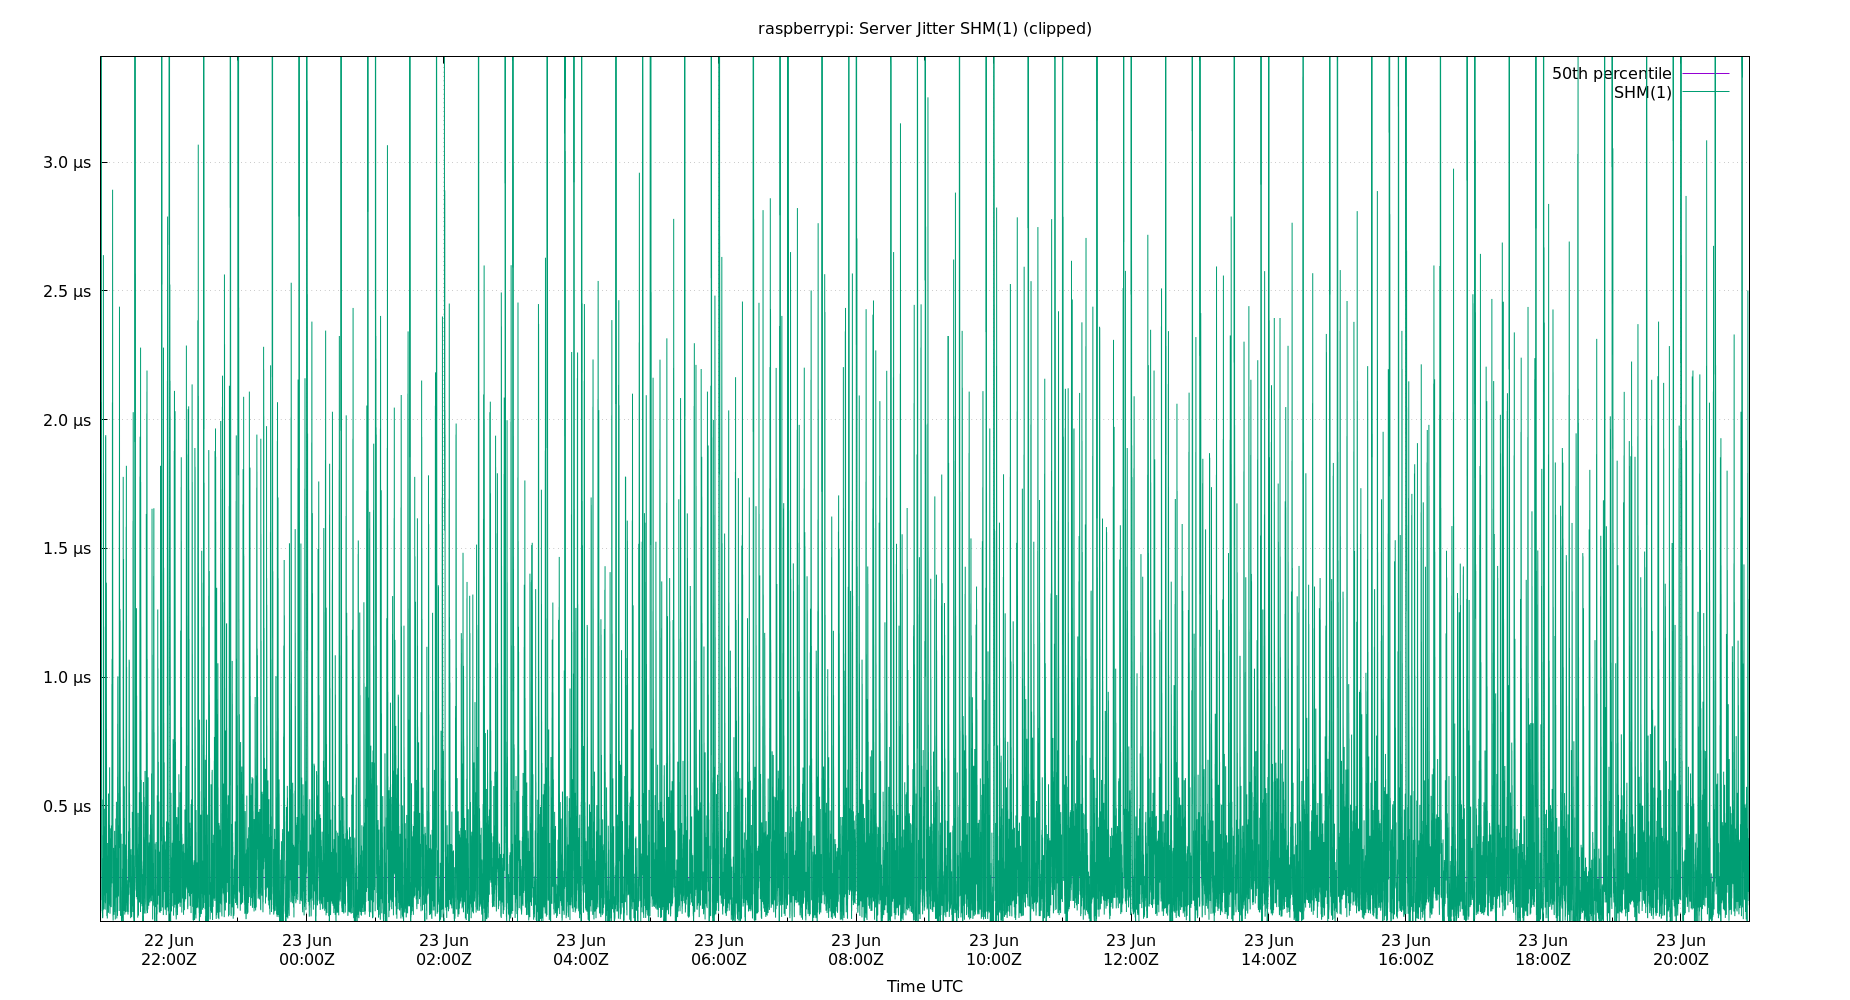 raspberrypi: Server Jitter SHM(1) (clipped)
50th percentile
SHM(1)
3.0 µs
2.5 µs
2.0 µs
1.5 µs
1.0 µs
0.5 µs
22 Jun 23 Jun 23 Jun 23 Jun 23 Jun 23 Jun 23 Jun 23 Jun 23 Jun 23 Jun 23 Jun 23 Jun
22:00Z 00:00Z 02:00Z 04:00Z 06:00Z 08:00Z 10:00Z 12:00Z 14:00Z 16:00Z 18:00Z 20:00Z
Time UTC